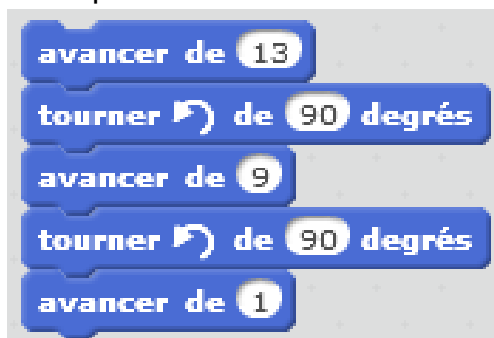 avancer de 13
tourner de 90 degrés
avancer de 9
tourner de 90 degrés
avancer de 1